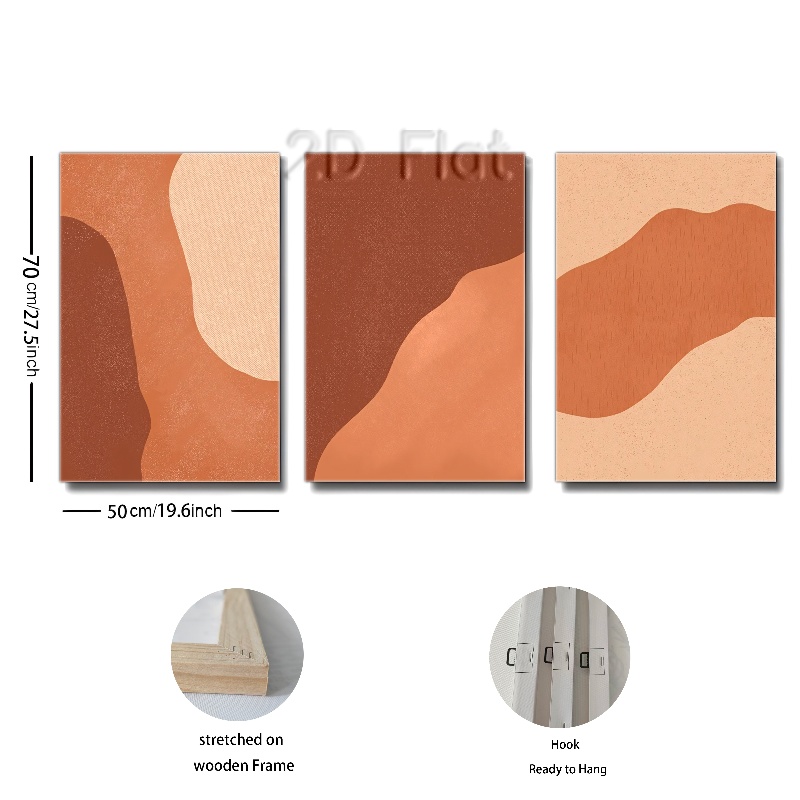 2D Flat
70 cm/27.5inch
50cm/19.6inch
stretched on
wooden Frame
Hook
Ready to Hang